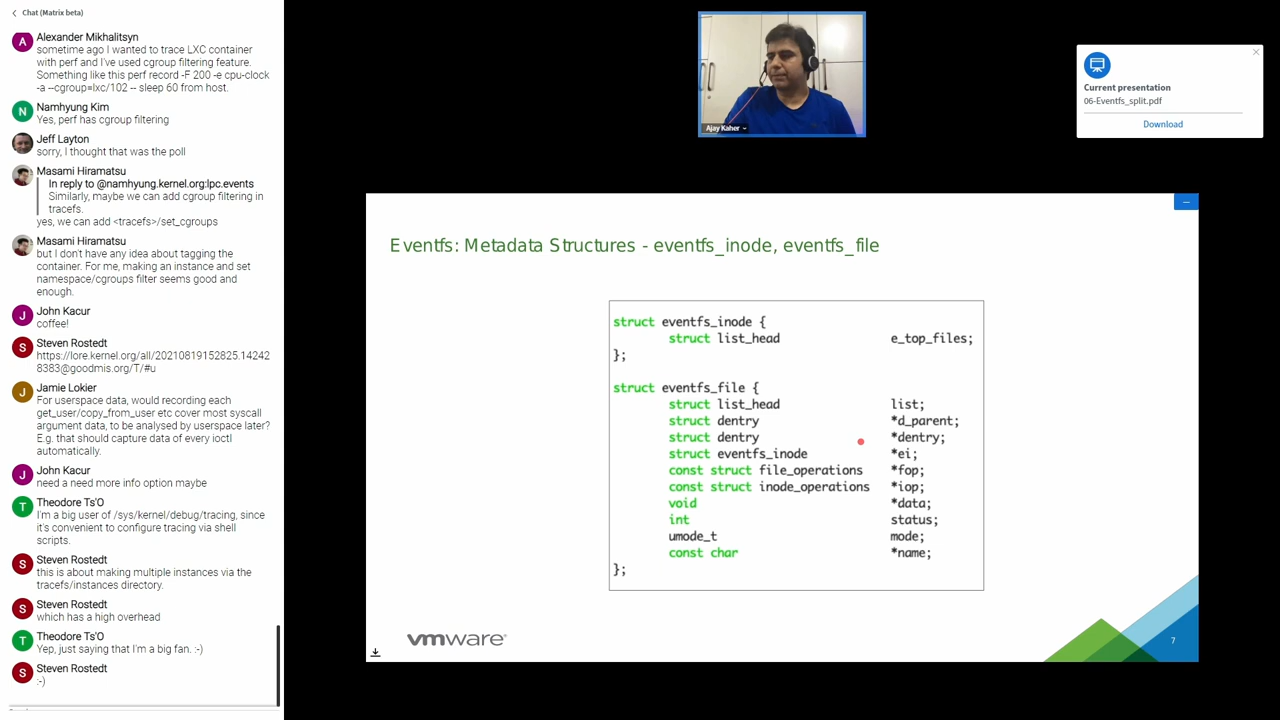 Chat (Matrix beta)
A
Alexander Mikhalitsyn
sometime ago I wanted to trace LXC container
with perf and I've used cgroup filtering feature.
Something like this perf record -F 200 -e cpu-clock
-a --cgroup=lxc/102 -- sleep 60 from host.
N
Namhyung Kim
Yes, perf has cgroup filtering
Jeff Layton
sorry, I thought that was the poll
Masami Hiramatsu
In reply to @namhyung.kernel.org:lpc.events
Similarly, maybe we can add cgroup filtering in
tracefs.
yes, we can add <tracefs>/set_cgroups
Masami Hiramatsu
but I don't have any idea about tagging the
container. For me, making an instance and set
namespace/cgroups filter seems good and
enough.
J
John Kacur
coffee!
S
Steven Rostedt
https://lore.kernel.org/all/20210819152825.14242
8383@goodmis.org/T/#u
J
Jamie Lokier
For userspace data, would recording each
get_user/copy_from_user etc cover most syscall
argument data, to be analysed by userspace later?
E.g. that should capture data of every ioctl
automatically.
J
John Kacur
need a need more info option maybe
T
Theodore Ts'O
I'm a big user of /sys/kernel/debug/tracing, since
it's convenient to configure tracing via shell
scripts.
S
Steven Rostedt
this is about making multiple instances via the
tracefs/instances directory.
S
Steven Rostedt
which has a high overhead
T
Theodore Ts'O
Yep, just saying that I'm a big fan. :-)
S
Steven Rostedt
:-)
Ajay Kaher
Current presentation
06-Eventfs_split.pdf
Download
Eventfs: Metadata Structures - eventfs_inode, eventfs_file
struct eventfs_inode {
struct list_head e_top_files;
};
struct eventfs_file {
struct list_head list;
struct dentry *d_parent;
struct dentry *dentry;
struct eventfs_inode *ei;
const struct file_operations *fop;
const struct inode_operations *iop;
void *data;
int status;
umode_t mode;
const char *name;
};
vmware®
7